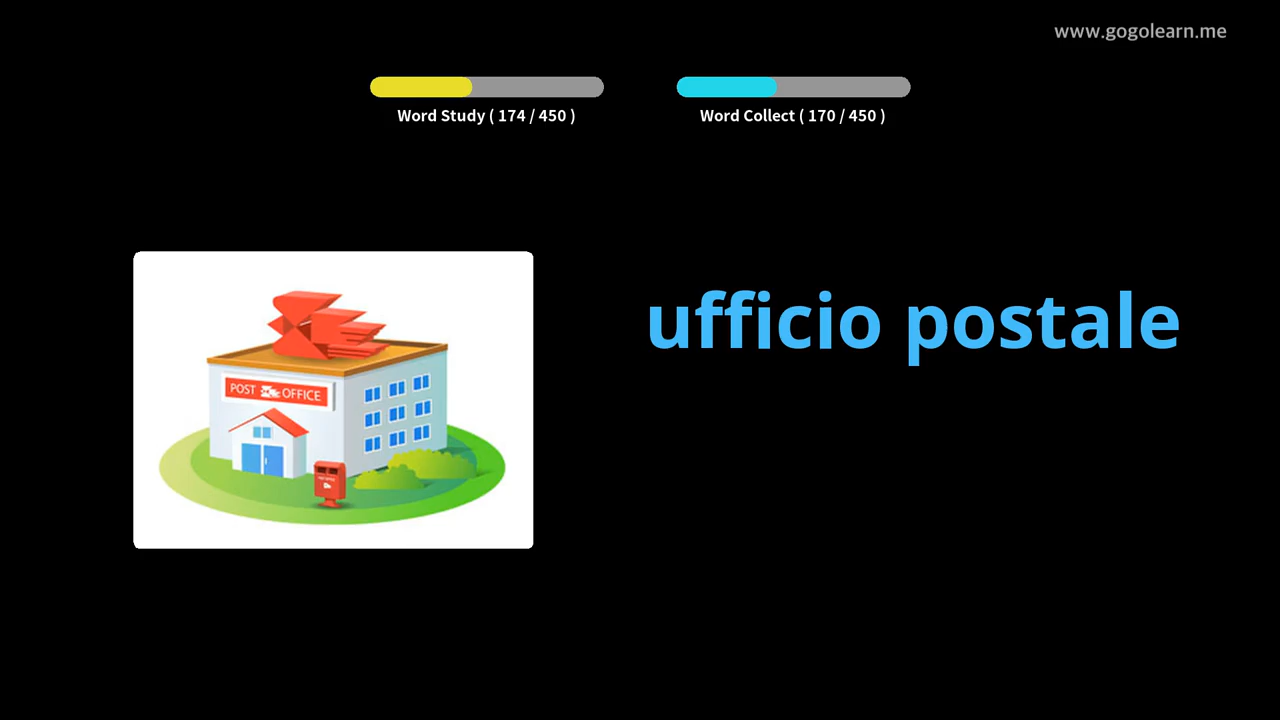 www.gogolearn.me
Word Study ( 174 / 450 )
Word Collect ( 170 / 450 )
ufficio postale
POST OFFICE